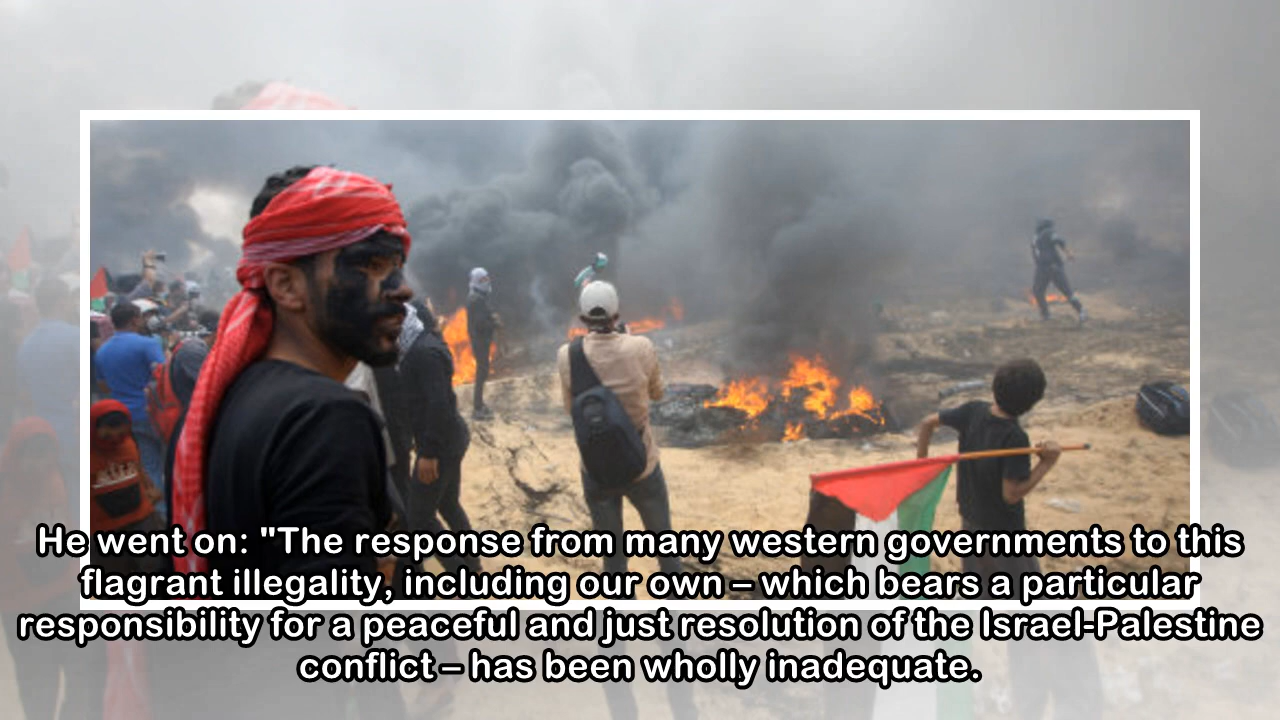 He went on: "The response from many western governments to this
flagrant illegality, including our own – which bears a particular
responsibility for a peaceful and just resolution of the Israel-Palestine
conflict – has been wholly inadequate.